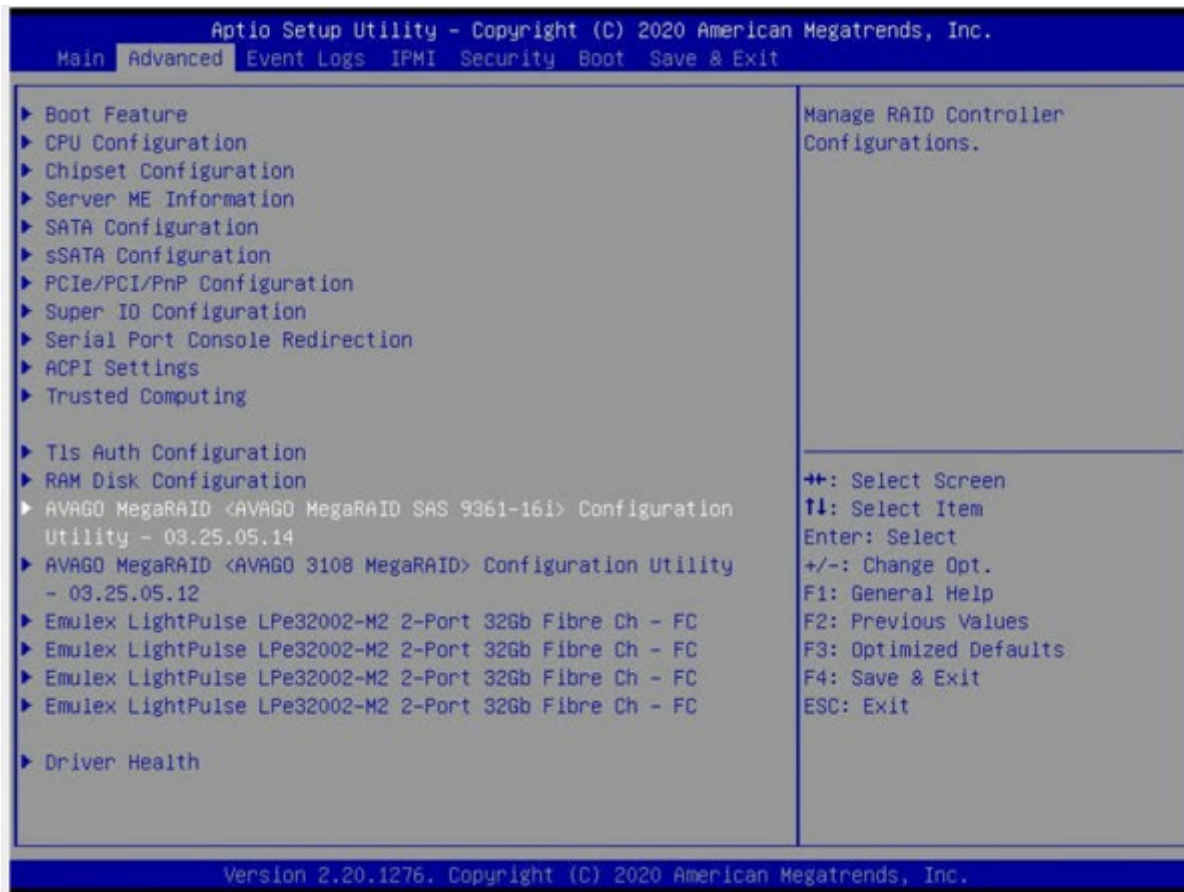 Aptio Setup Utility – Copyright (C) 2020 American Megatrends, Inc.
Main Advanced Event Logs IPMI Security Boot Save & Exit
▶ Boot Feature
▶ CPU Configuration
▶ Chipset Configuration
▶ Server ME Information
▶ SATA Configuration
▶ sSATA Configuration
▶ PCIe/PCI/PnP Configuration
▶ Super IO Configuration
▶ Serial Port Console Redirection
▶ ACPI Settings
▶ Trusted Computing
▶ Tls Auth Configuration
▶ RAM Disk Configuration
▶ AVAGO MegaRAID <AVAGO MegaRAID SAS 9361-16i> Configuration
Utility – 03.25.05.14
▶ AVAGO MegaRAID <AVAGO 3108 MegaRAID> Configuration Utility
– 03.25.05.12
▶ Emulex LightPulse LPe32002-M2 2-Port 32Gb Fibre Ch – FC
▶ Emulex LightPulse LPe32002-M2 2-Port 32Gb Fibre Ch – FC
▶ Emulex LightPulse LPe32002-M2 2-Port 32Gb Fibre Ch – FC
▶ Emulex LightPulse LPe32002-M2 2-Port 32Gb Fibre Ch – FC
▶ Driver Health
Manage RAID Controller
Configurations.
→←: Select Screen
↑↓: Select Item
Enter: Select
+/-: Change Opt.
F1: General Help
F2: Previous Values
F3: Optimized Defaults
F4: Save & Exit
ESC: Exit
Version 2.20.1276. Copyright (C) 2020 American Megatrends, Inc.